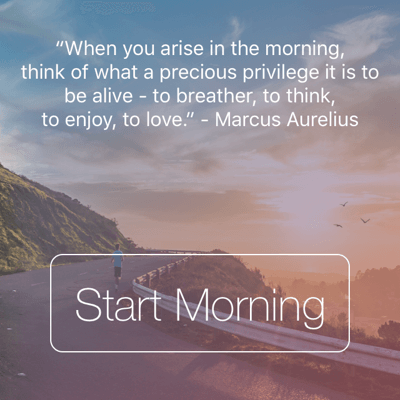 “When you arise in the morning,
think of what a precious privilege it is to
be alive - to breather, to think,
to enjoy, to love.” - Marcus Aurelius
Start Morning